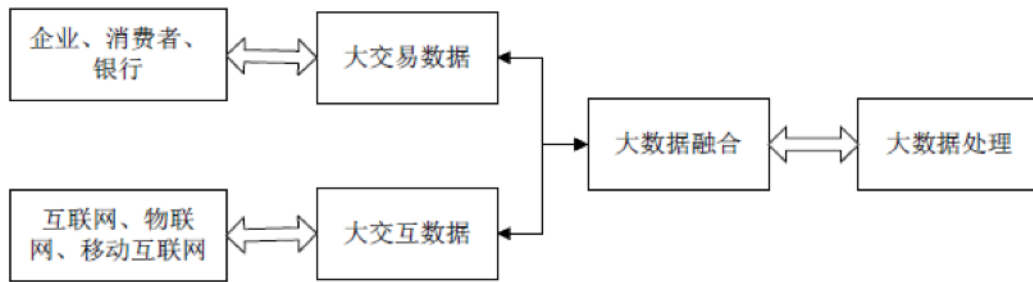 企业、消费者、
银行
大交易数据
大数据融合
大数据处理
互联网、物联
网、移动互联网
大交互数据